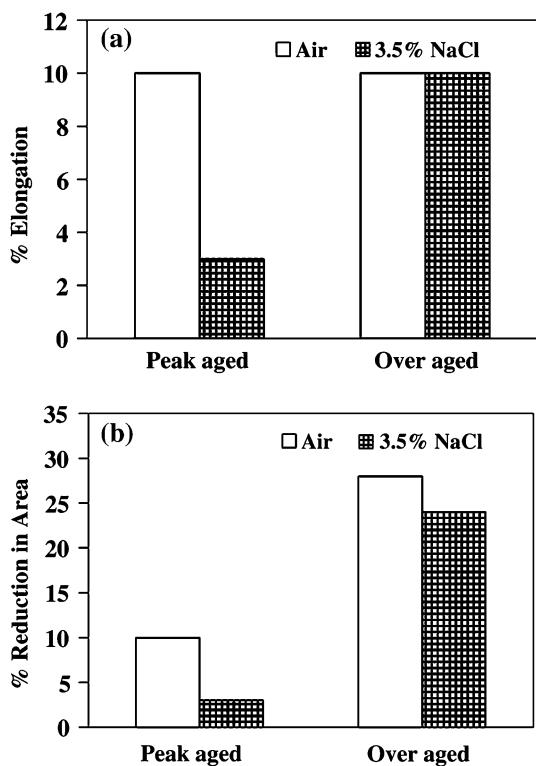 (a)
Air 3.5% NaCl
12
10
8
6
4
2
0
% Elongation
Peak aged Over aged
(b)
Air 3.5% NaCl
35
30
25
20
15
10
5
0
% Reduction in Area
Peak aged Over aged